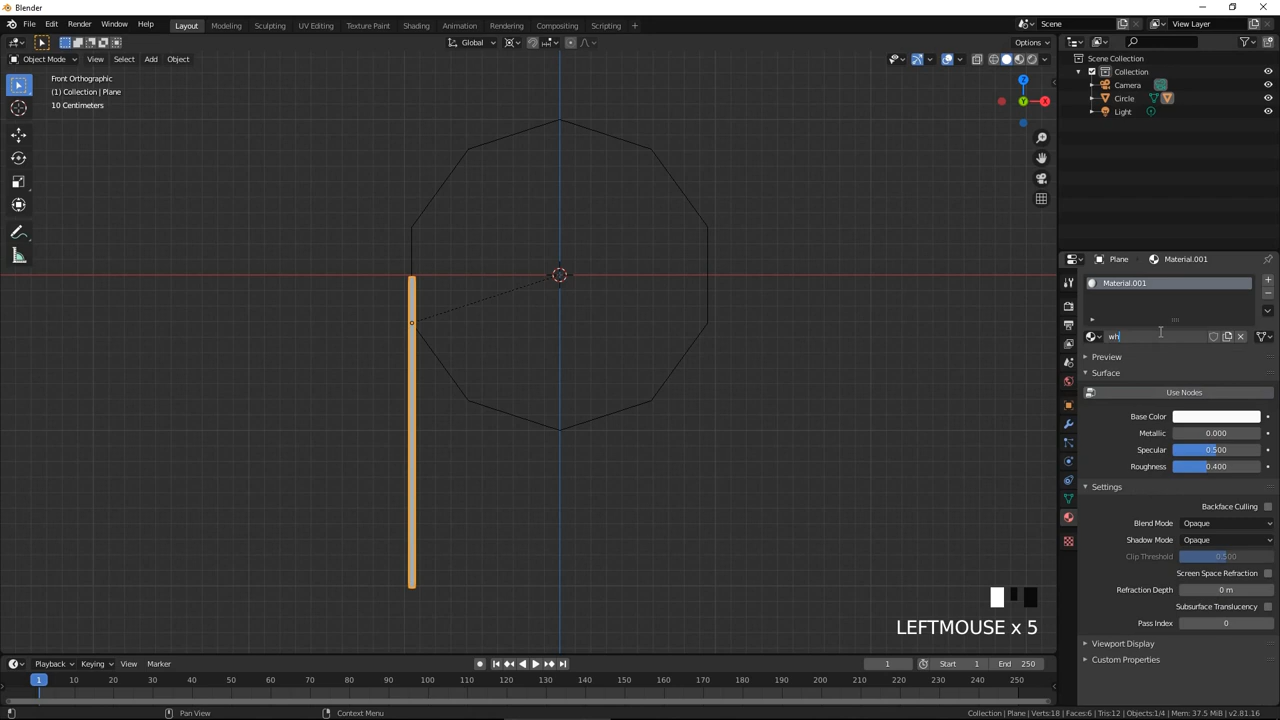 Blender
File Edit Render Window Help Layout Modeling Sculpting UV Editing Texture Paint Shading Animation Rendering Compositing Scripting + Scene View Layer
Global Options
Object Mode View Select Add Object
Front Orthographic
(1) Collection | Plane
10 Centimeters
Z
Y
X
Scene Collection
Collection
Camera
Circle
Light
Plane Material.001
Material.001
wh
Preview
Surface
Use Nodes
Base Color
Metallic 0.000
Specular 0.500
Roughness 0.400
Settings
Backface Culling
Blend Mode Opaque
Shadow Mode Opaque
Clip Threshold 0.500
Screen Space Refraction
Refraction Depth 0 m
Subsurface Translucency
Pass Index 0
Viewport Display
Custom Properties
LEFTMOUSE x 5
Playback Keying View Marker 1 Start 1 End 250
1 10 20 30 40 50 60 70 80 90 100 110 120 130 140 150 160 170 180 190 200 210 220 230 240 250
Pan View Context Menu Collection | Plane | Verts:18 | Faces:6 | Tris:12 | Objects:1/4 | Mem: 37.5 MiB | v2.81.16